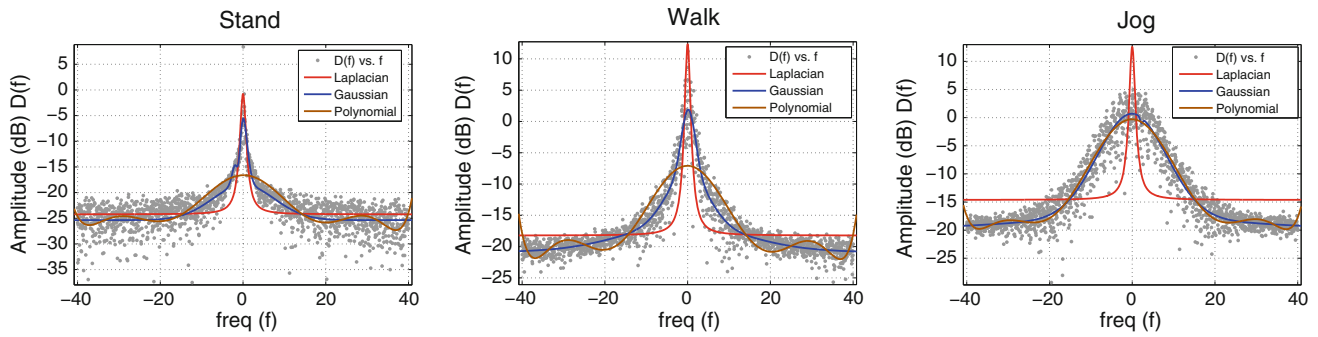 Stand
Amplitude (dB) D(f)
5
0
−5
−10
−15
−20
−25
−30
−35
−40
−20
0
20
40
freq (f)
D(f) vs. f
Laplacian
Gaussian
Polynomial
Walk
Amplitude (dB) D(f)
10
5
0
−5
−10
−15
−20
−25
−40
−20
0
20
40
freq (f)
D(f) vs. f
Laplacian
Gaussian
Polynomial
Jog
Amplitude (dB) D(f)
10
5
0
−5
−10
−15
−20
−25
−40
−20
0
20
40
freq (f)
D(f) vs. f
Laplacian
Gaussian
Polynomial